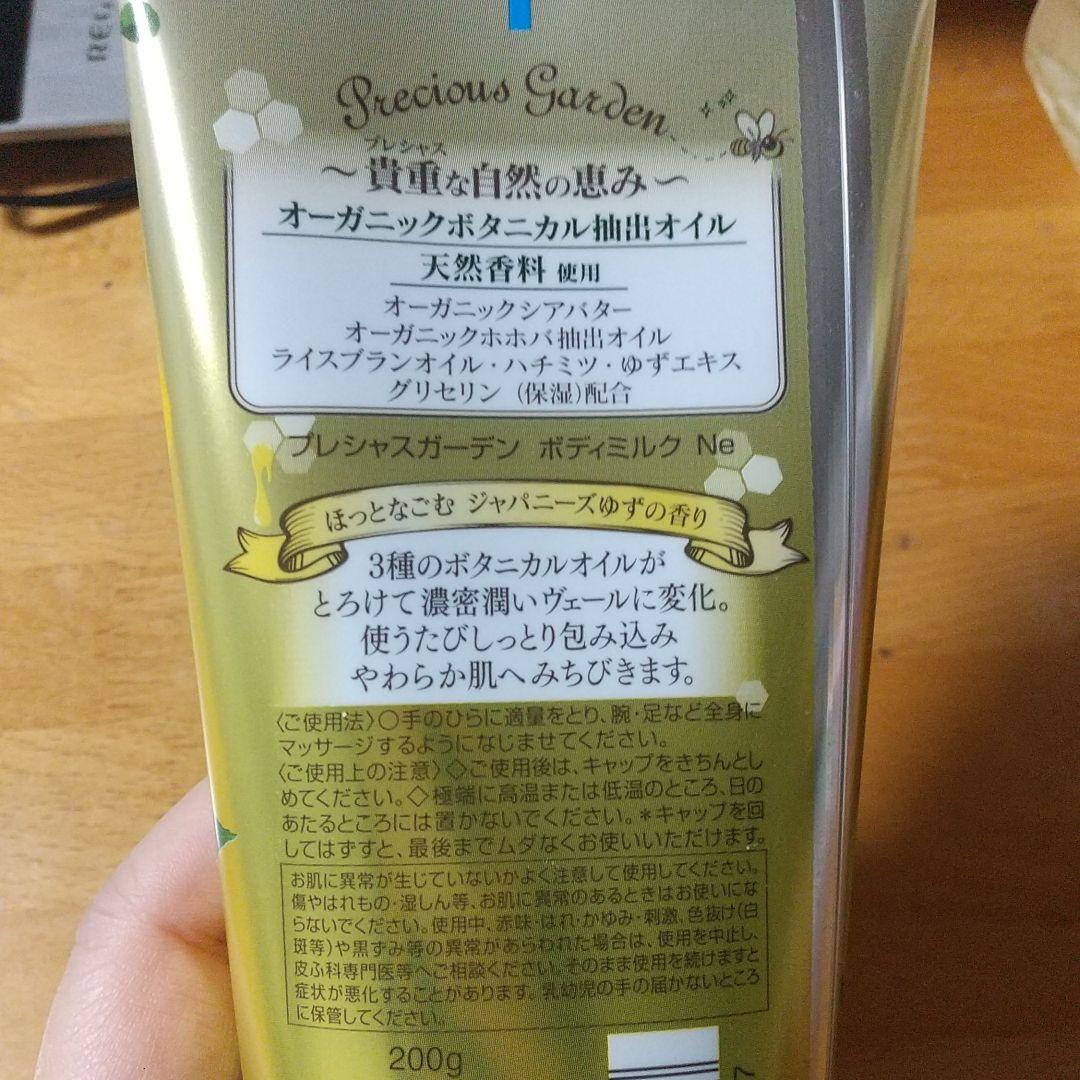 Precious Garden
プレシャス
～貴重な自然の恵み～
オーガニックボタニカル抽出オイル
天然香料 使用
オーガニックシアバター
オーガニックホホバ抽出オイル
ライスブランオイル・ハチミツ・ゆずエキス
グリセリン (保湿)配合
プレシャスガーデン ボディミルク Ne
ほっとなごむ ジャパニーズゆずの香り
3種のボタニカルオイルが
とろけて濃密潤いヴェールに変化。
使うたびしっとり包み込み
やわらか肌へみちびきます。
〈ご使用法〉○手のひらに適量をとり、腕・足など全身に
マッサージするようになじませてください。
〈ご使用上の注意〉◇ご使用後は、キャップをきちんとし
めてください。◇極端に高温または低温のところ、日の
あたるところには置かないでください。*キャップを回
してはずすと、最後までムダなくお使いいただけます。
お肌に異常が生じていないかよく注意して使用してください。
傷やはれもの・湿しん等、お肌に異常のあるときはお使いにな
らないでください。使用中、赤味・はれ・かゆみ・刺激、色抜け(白
斑等)や黒ずみ等の異常があらわれた場合は、使用を中止し、
皮ふ科専門医等へご相談ください。そのまま使用を続けますと
症状が悪化することがあります。乳幼児の手の届かないところ
に保管してください。
200g